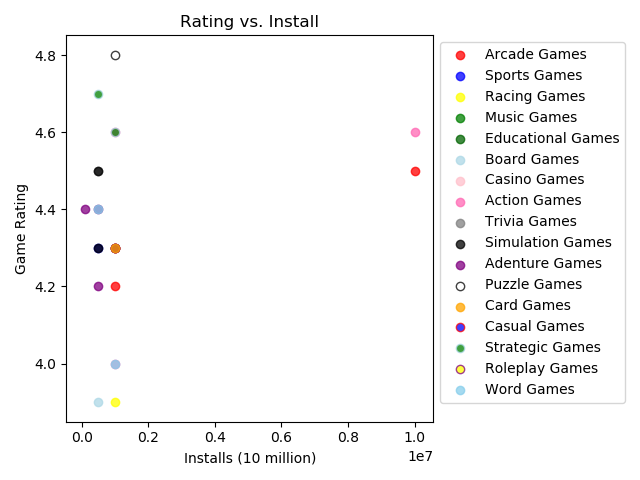 Rating vs. Install
Game Rating
4.8
4.6
4.4
4.2
4.0
0.0
0.2
0.4
0.6
0.8
1.0
1e7
Installs (10 million)
Arcade Games
Sports Games
Racing Games
Music Games
Educational Games
Board Games
Casino Games
Action Games
Trivia Games
Simulation Games
Adenture Games
Puzzle Games
Card Games
Casual Games
Strategic Games
Roleplay Games
Word Games